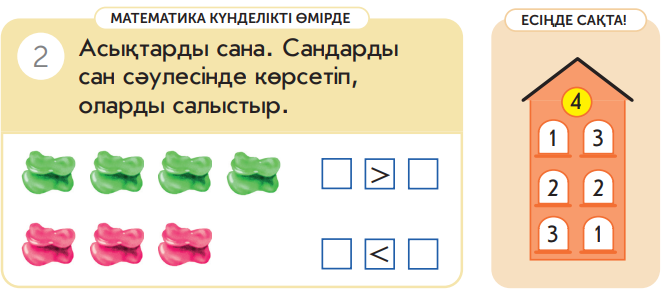 МАТЕМАТИКА КҮНДЕЛІКТІ ӨМІРДЕ
2
Асықтарды сана. Сандарды
сан сәулесінде көрсетіп,
оларды салыстыр.
>
<
ЕСІҢДЕ САҚТА!
4
1 3
2 2
3 1